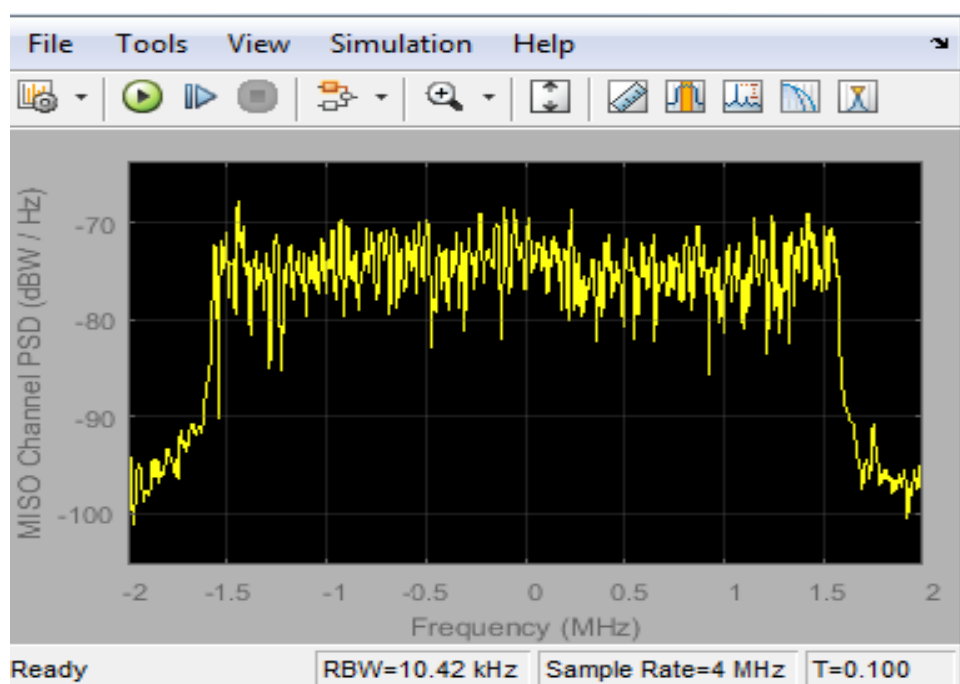 File Tools View Simulation Help
MISO Channel PSD (dBW / Hz)
-70
-80
-90
-100
-2 -1.5 -1 -0.5 0 0.5 1 1.5 2
Frequency (MHz)
Ready RBW=10.42 kHz Sample Rate=4 MHz T=0.100